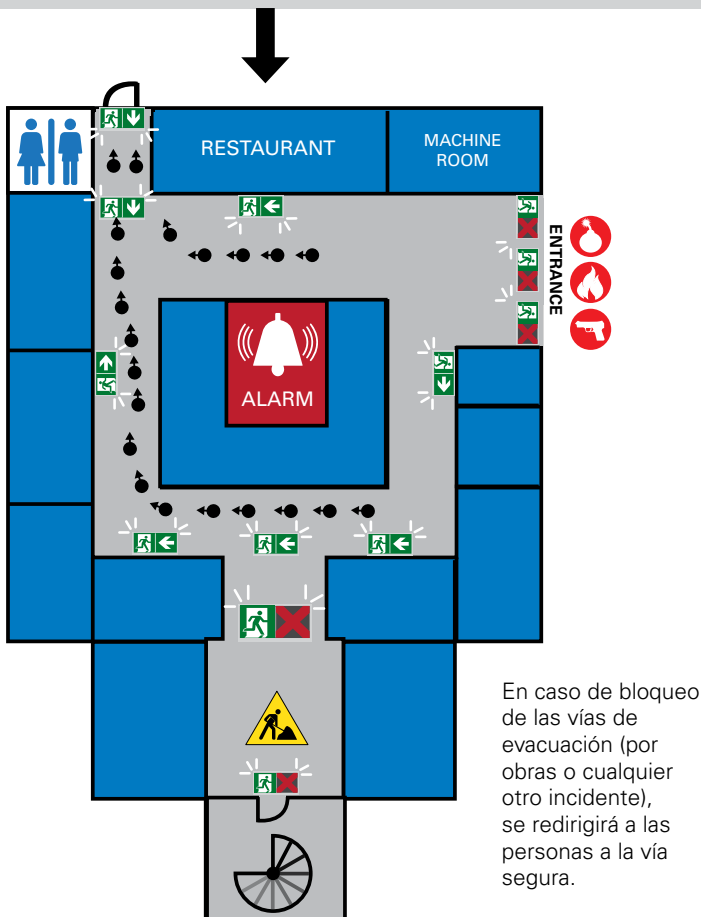 RESTAURANT
MACHINE
ROOM
ENTRANCE
ALARM
En caso de bloqueo
de las vías de
evacuación (por
obras o cualquier
otro incidente),
se redirigirá a las
personas a la vía
segura.